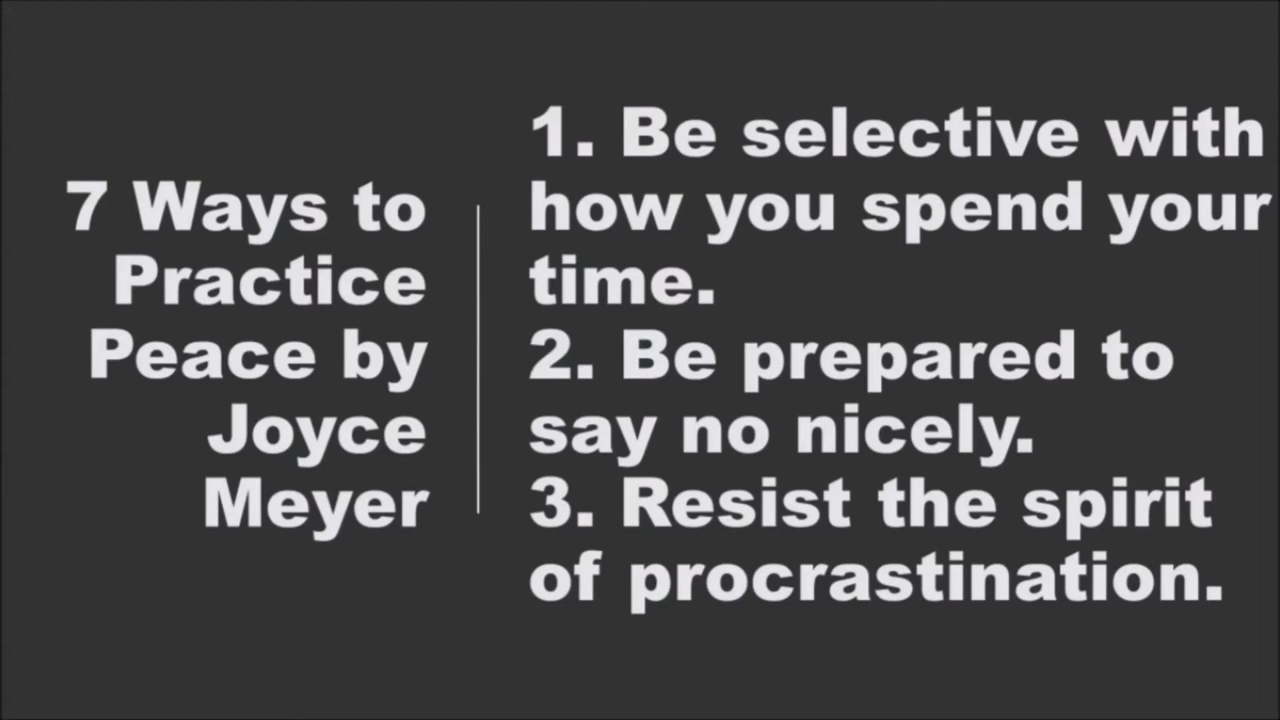 7 Ways to
Practice
Peace by
Joyce
Meyer
1. Be selective with
how you spend your
time.
2. Be prepared to
say no nicely.
3. Resist the spirit
of procrastination.